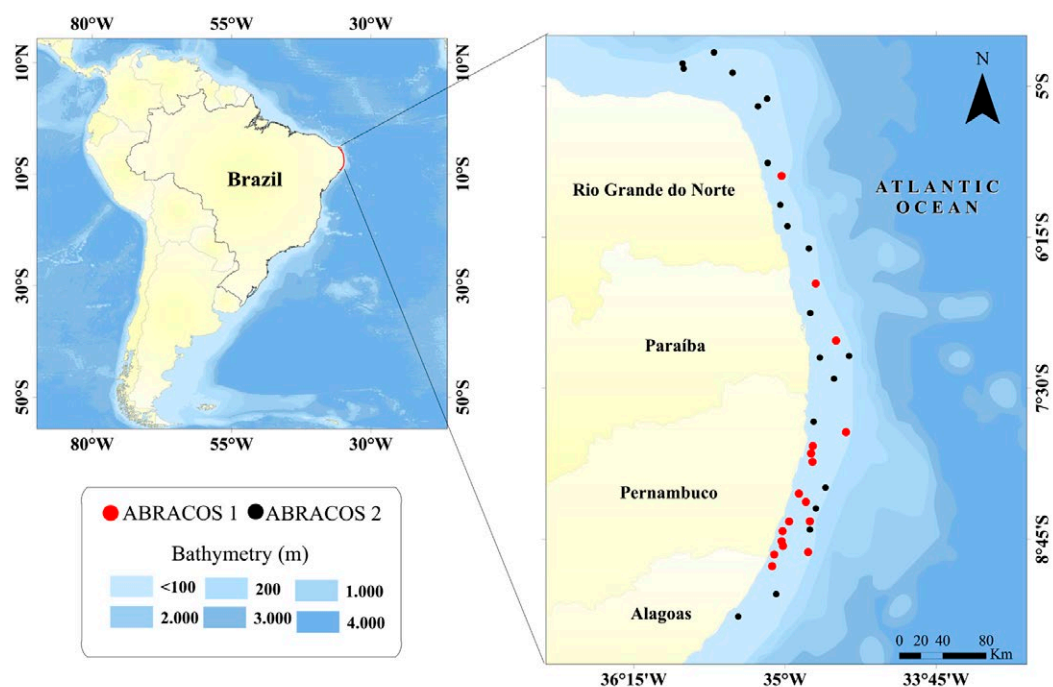 80°W 55°W 30°W
10°N
10°S
30°S
50°S
10°N
10°S
30°S
50°S
Brazil
80°W 55°W 30°W
ABRACOS 1 ABRACOS 2
Bathymetry (m)
<100 200 1.000
2.000 3.000 4.000
N
ATLANTIC
OCEAN
Rio Grande do Norte
Paraíba
Pernambuco
Alagoas
5°S
6°15'S
7°30'S
8°45'S
0 20 40 80
Km
36°15'W 35°W 33°45'W